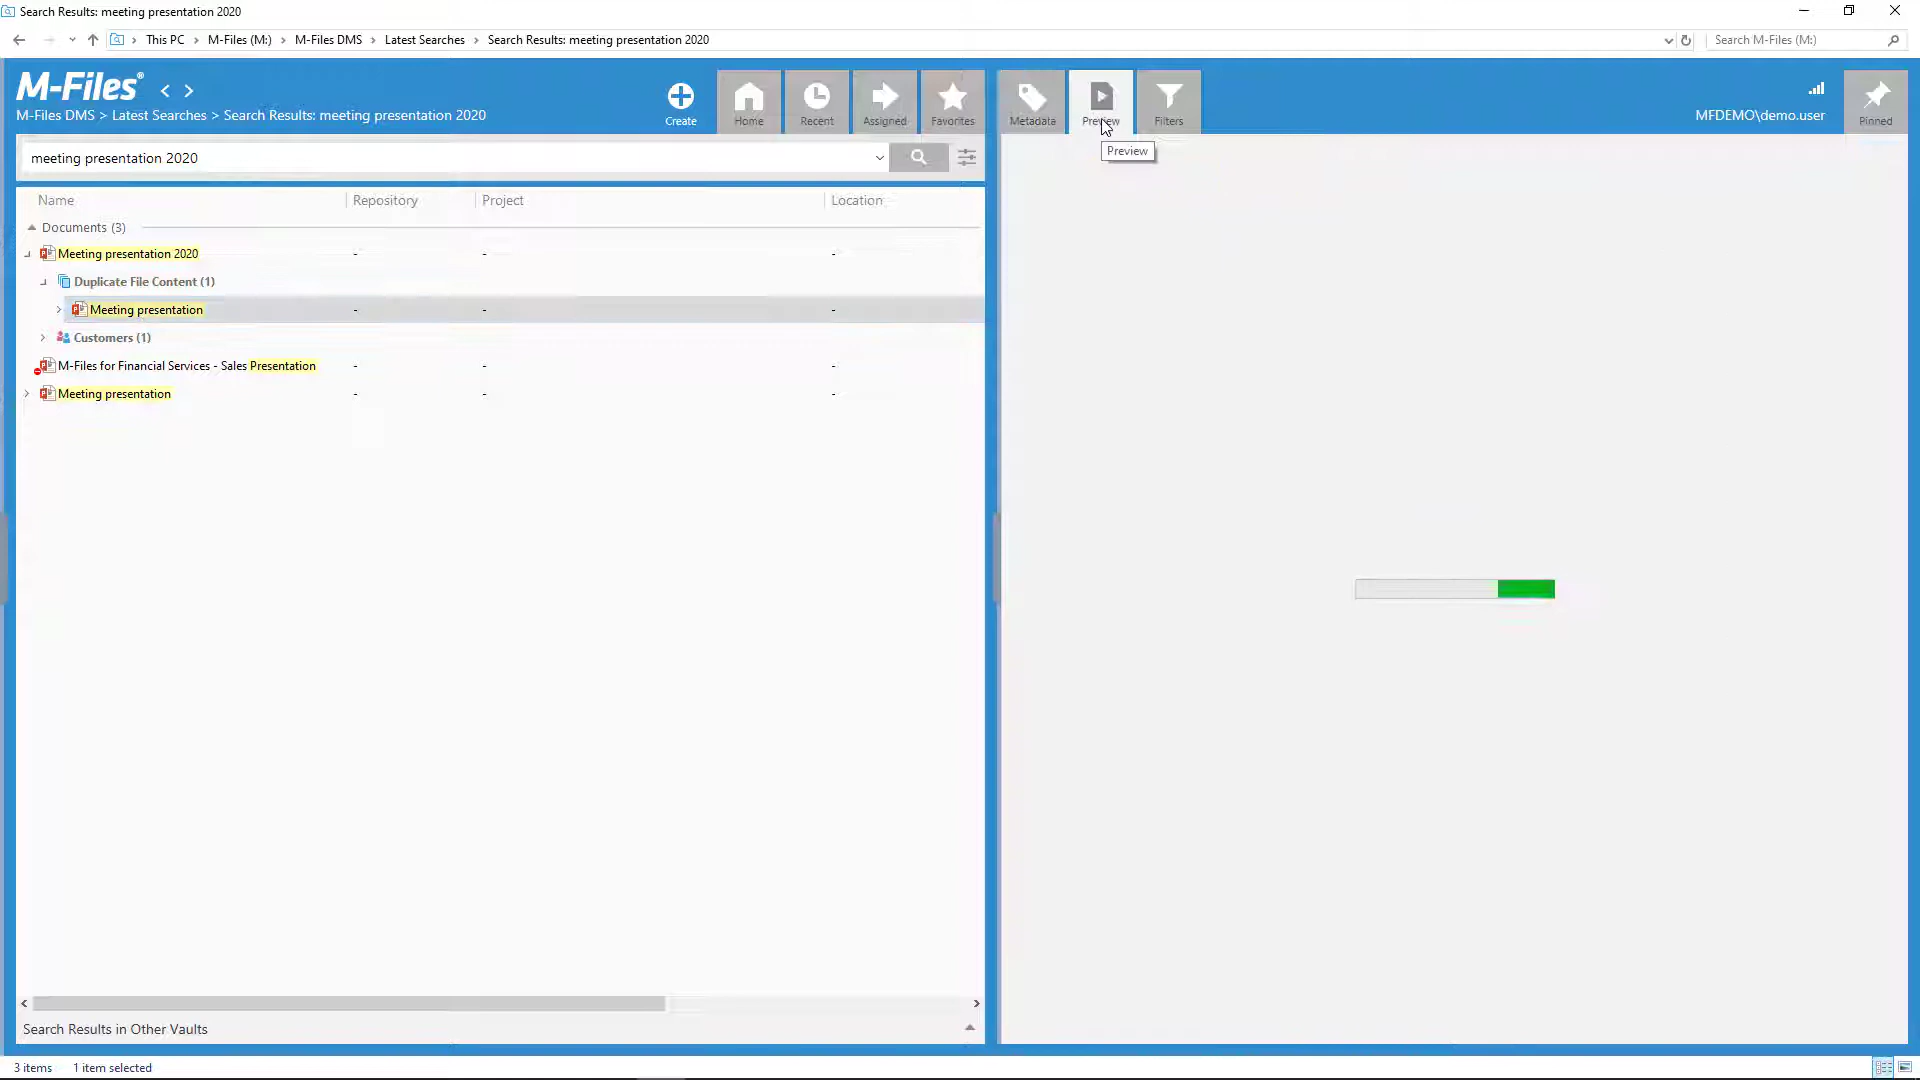 Search Results: meeting presentation 2020
This PC > M-Files (M:) > M-Files DMS > Latest Searches > Search Results: meeting presentation 2020
Search M-Files (M:)
M-Files®
M-Files DMS > Latest Searches > Search Results: meeting presentation 2020
Create
Home
Recent
Assigned
Favorites
Metadata
Preview
Filters
MFDEMO\demo.user
Pinned
Preview
meeting presentation 2020
Name Repository Project Location
Documents (3)
Meeting presentation 2020 - - -
Duplicate File Content (1)
Meeting presentation - - -
Customers (1)
M-Files for Financial Services - Sales Presentation - - -
Meeting presentation - - -
Search Results in Other Vaults
3 items 1 item selected